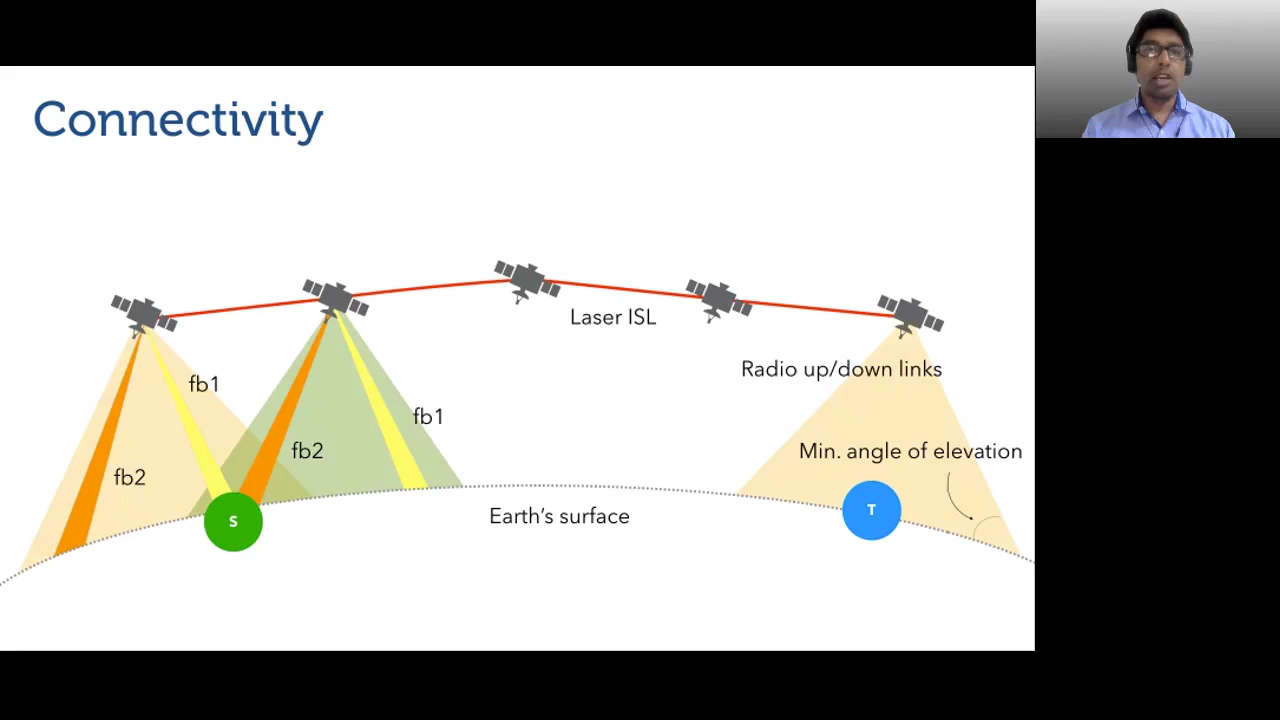 Connectivity
Laser ISL
Radio up/down links
fb1
fb1
fb2
Min. angle of elevation
fb2
S
T
Earth's surface